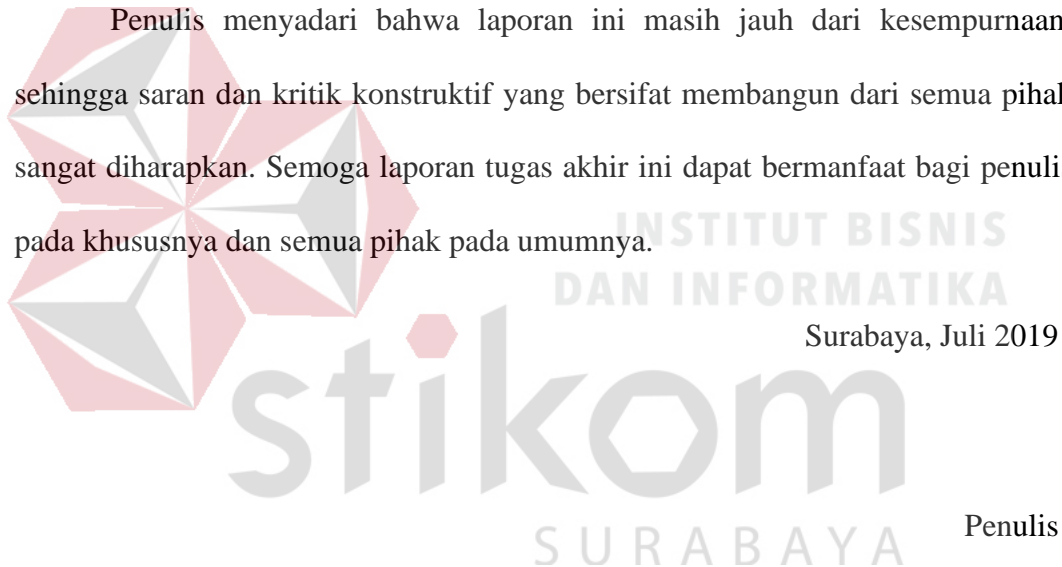 Penulis menyadari bahwa laporan ini masih jauh dari kesempurnaan
sehingga saran dan kritik konstruktif yang bersifat membangun dari semua pihak
sangat diharapkan. Semoga laporan tugas akhir ini dapat bermanfaat bagi penuli
pada khususnya dan semua pihak pada umumnya.
INSTITUT BISNIS
DAN INFORMATIKA
Surabaya, Juli 2019
stikom
SURABAYA
Penulis